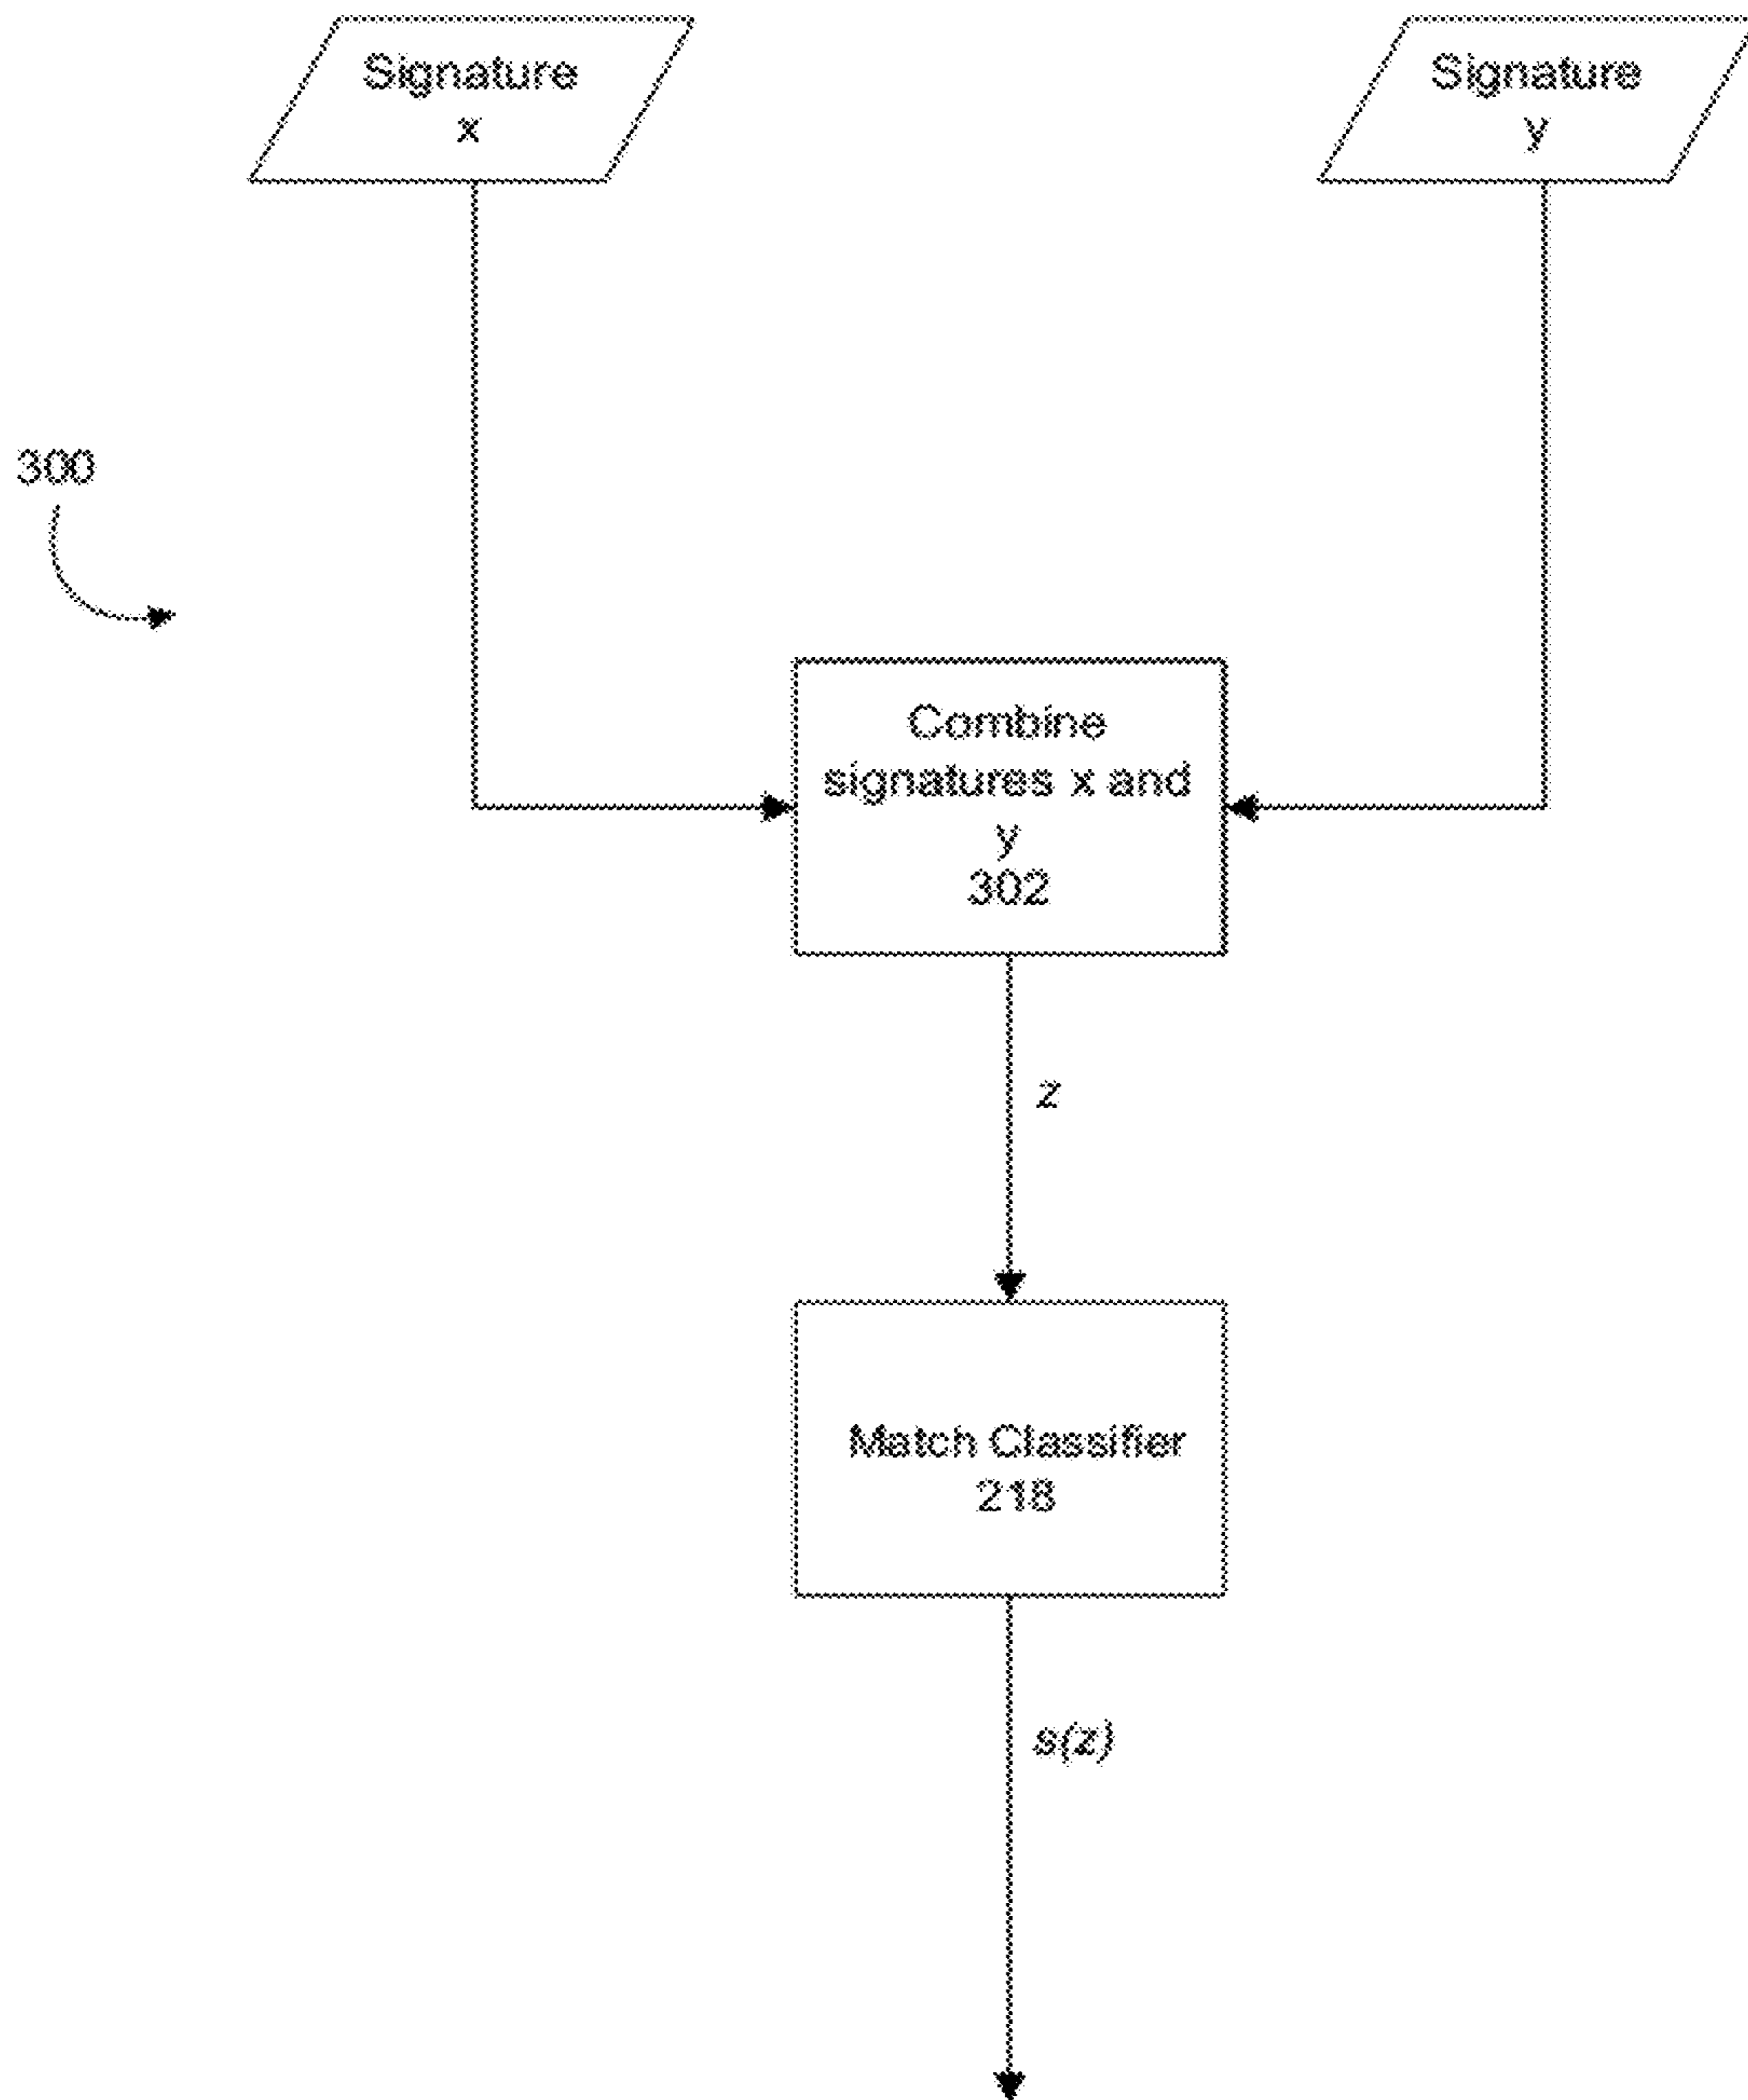 Signature
x
Signature
y
300
Combine
signatures x and
y
302
z
Match Classifier
218
s(z)